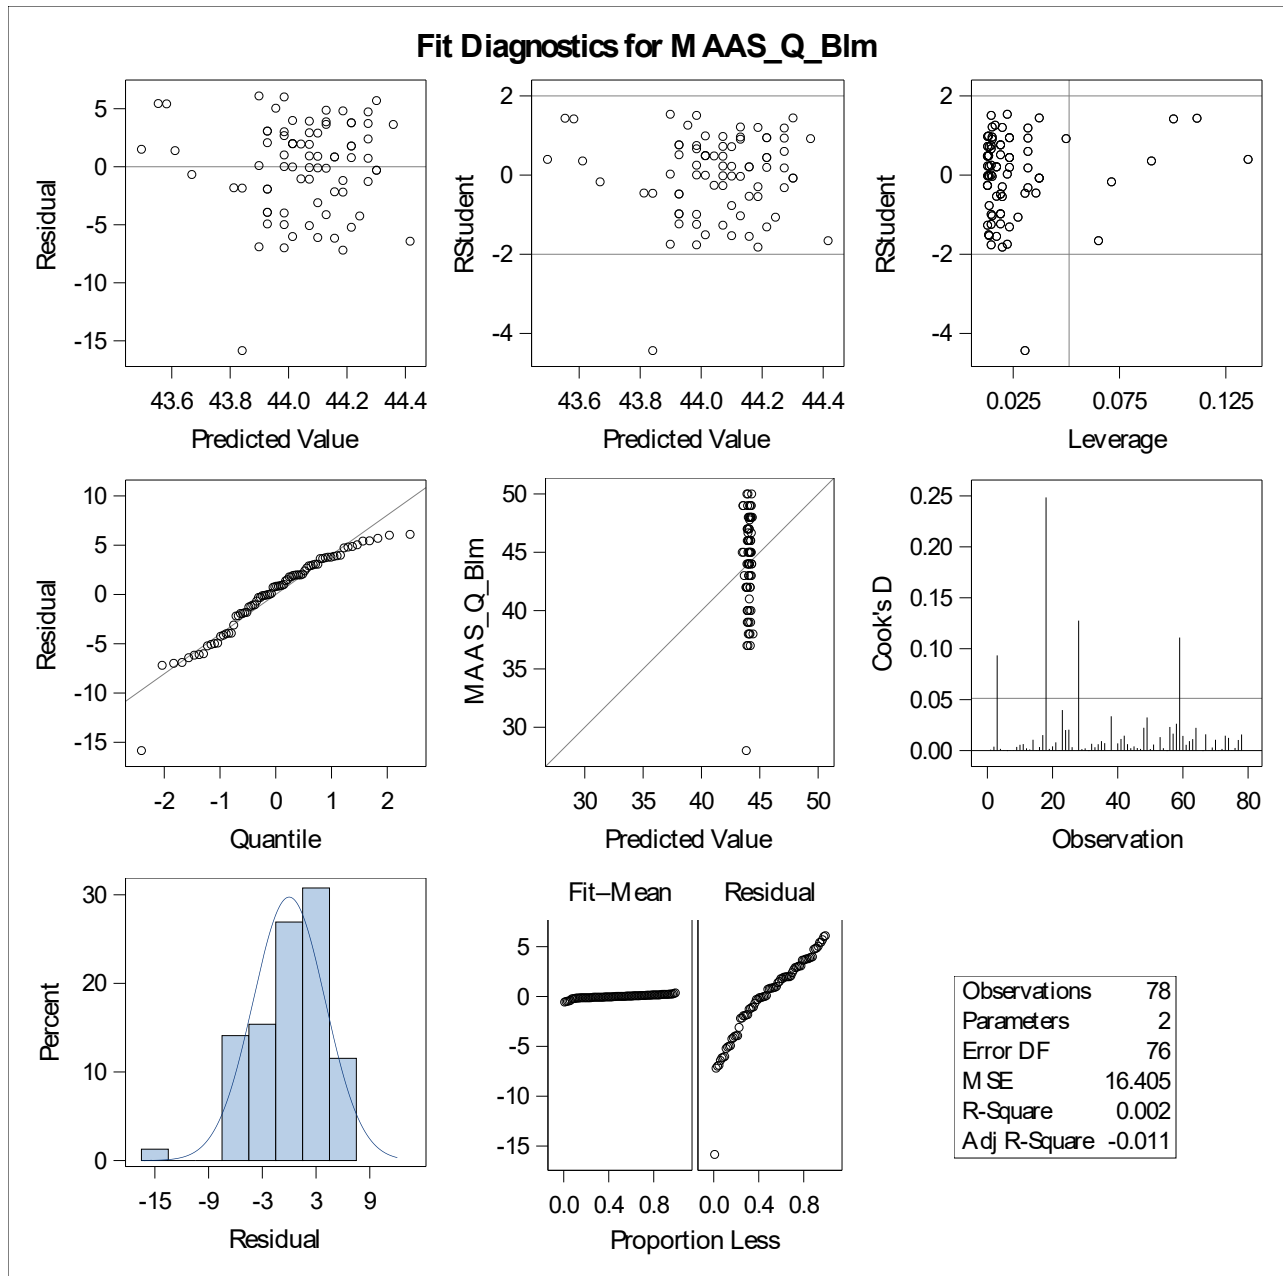 Fit Diagnostics for MAAS_Q_Blm
Residual
5
0
-5
-10
-15
43.6 43.8 44.0 44.2 44.4
Predicted Value
RStudent
2
0
-2
-4
43.6 43.8 44.0 44.2 44.4
Predicted Value
RStudent
2
0
-2
-4
0.025 0.075 0.125
Leverage
Residual
10
5
0
-5
-10
-15
-2 -1 0 1 2
Quantile
MAAS_Q_Blm
50
45
40
35
30
30 35 40 45 50
Predicted Value
Cook's D
0.25
0.20
0.15
0.10
0.05
0.00
0 20 40 60 80
Observation
Percent
30
20
10
0
-15 -9 -3 3 9
Residual
Fit–Mean Residual
5
0
-5
-10
-15
0.0 0.4 0.8 0.0 0.4 0.8
Proportion Less
Observations 78
Parameters 2
Error DF 76
MSE 16.405
R-Square 0.002
Adj R-Square -0.011